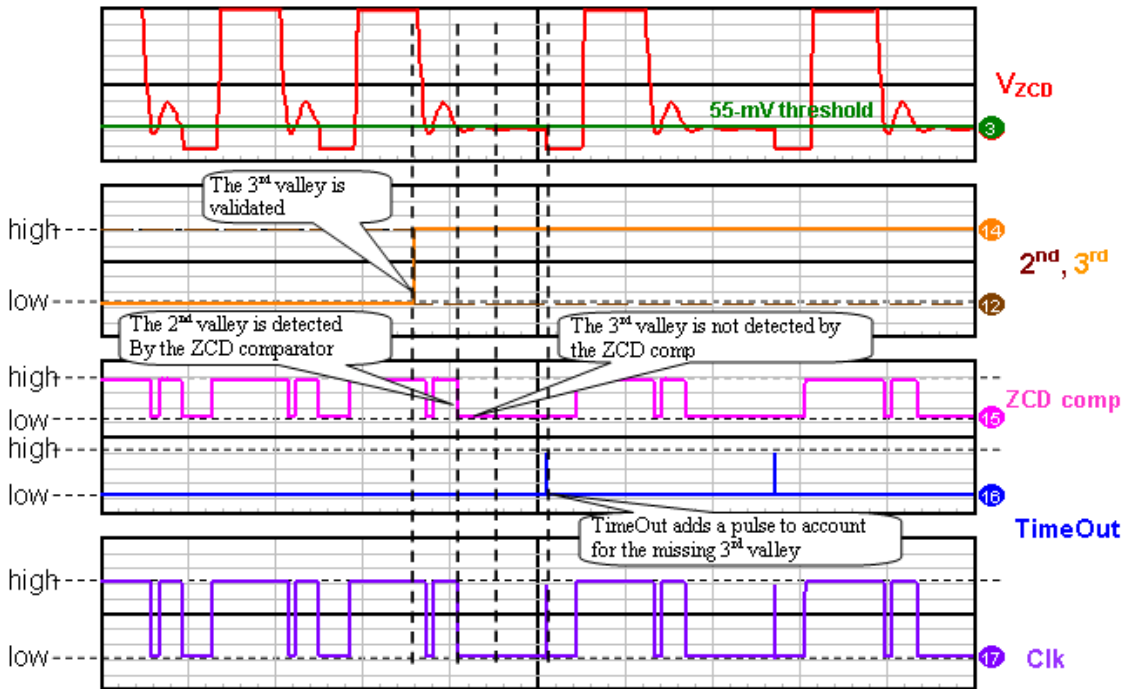 V_ZCD
55-mV threshold
3
The 3rd valley is
validated
high
14
2nd, 3rd
low
12
The 2nd valley is detected
By the ZCD comparator
The 3rd valley is not detected by
the ZCD comp
high
ZCD comp
low
15
high
low
16
TimeOut
TimeOut adds a pulse to account
for the missing 3rd valley
high
low
17
Clk